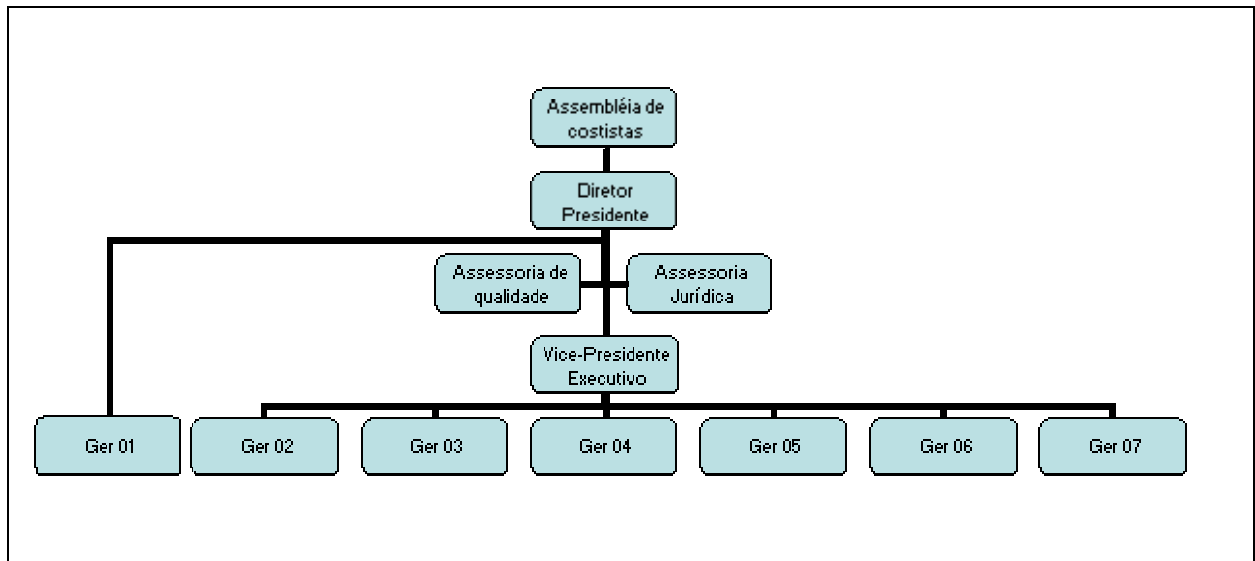 Assembléia de
costistas
Diretor
Presidente
Assessoria de
qualidade
Assessoria
Jurídica
Vice-Presidente
Executivo
Ger 01
Ger 02
Ger 03
Ger 04
Ger 05
Ger 06
Ger 07